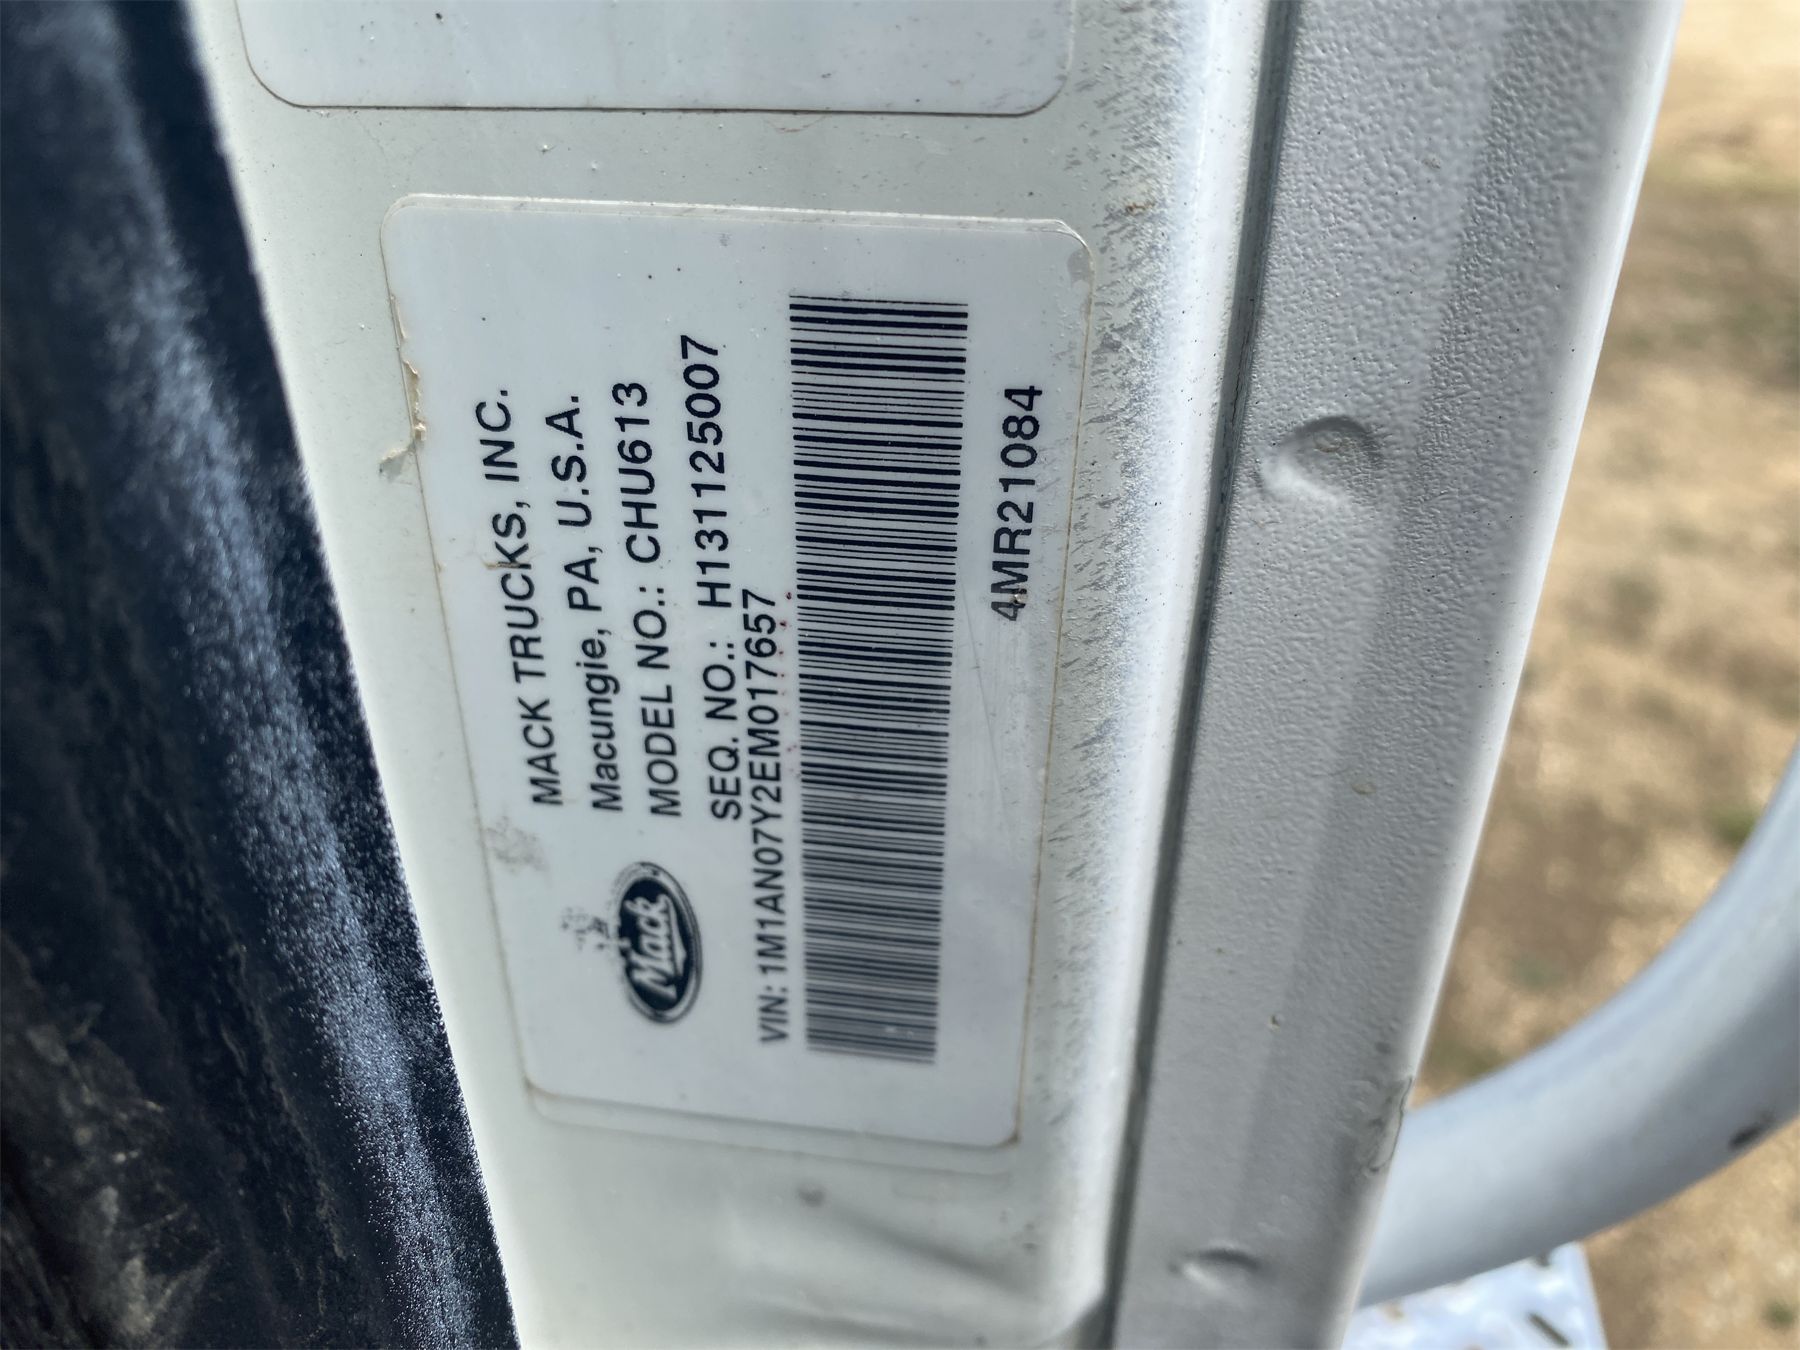 MACK TRUCKS, INC.
Macungie, PA, U.S.A.
MODEL NO.: CHU613
SEQ. NO.: H131125007
Mack
VIN: 1M1AN07Y2EM017657
4MR21084